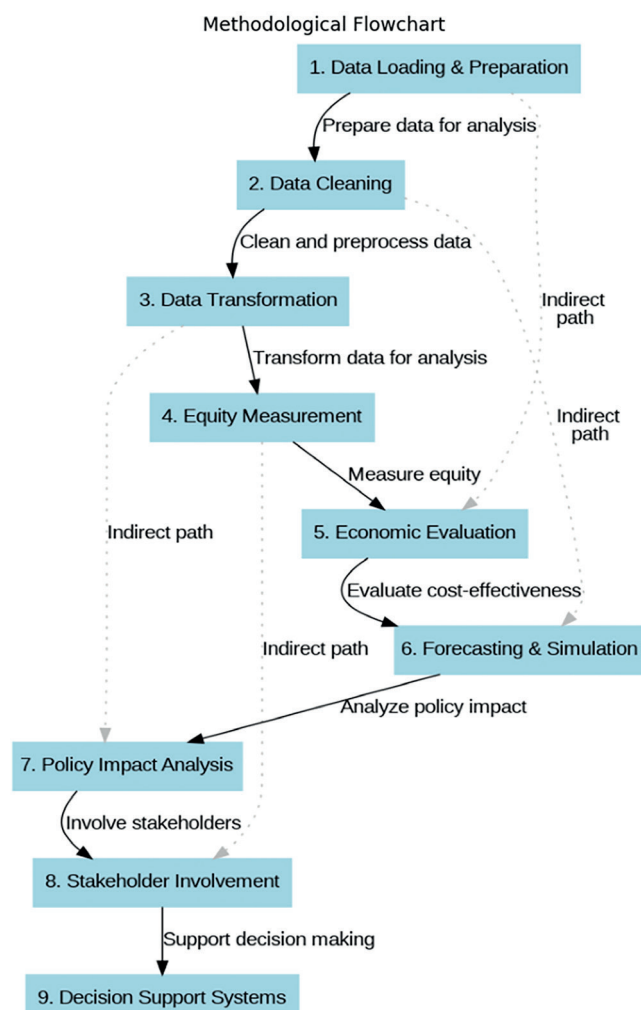 Methodological Flowchart
1. Data Loading & Preparation
Prepare data for analysis
2. Data Cleaning
Clean and preprocess data
3. Data Transformation
Indirect
path
Transform data for analysis
4. Equity Measurement
Indirect
path
Measure equity
5. Economic Evaluation
Indirect path
Evaluate cost-effectiveness
6. Forecasting & Simulation
Indirect path
Analyze policy impact
7. Policy Impact Analysis
Involve stakeholders
8. Stakeholder Involvement
Support decision making
9. Decision Support Systems